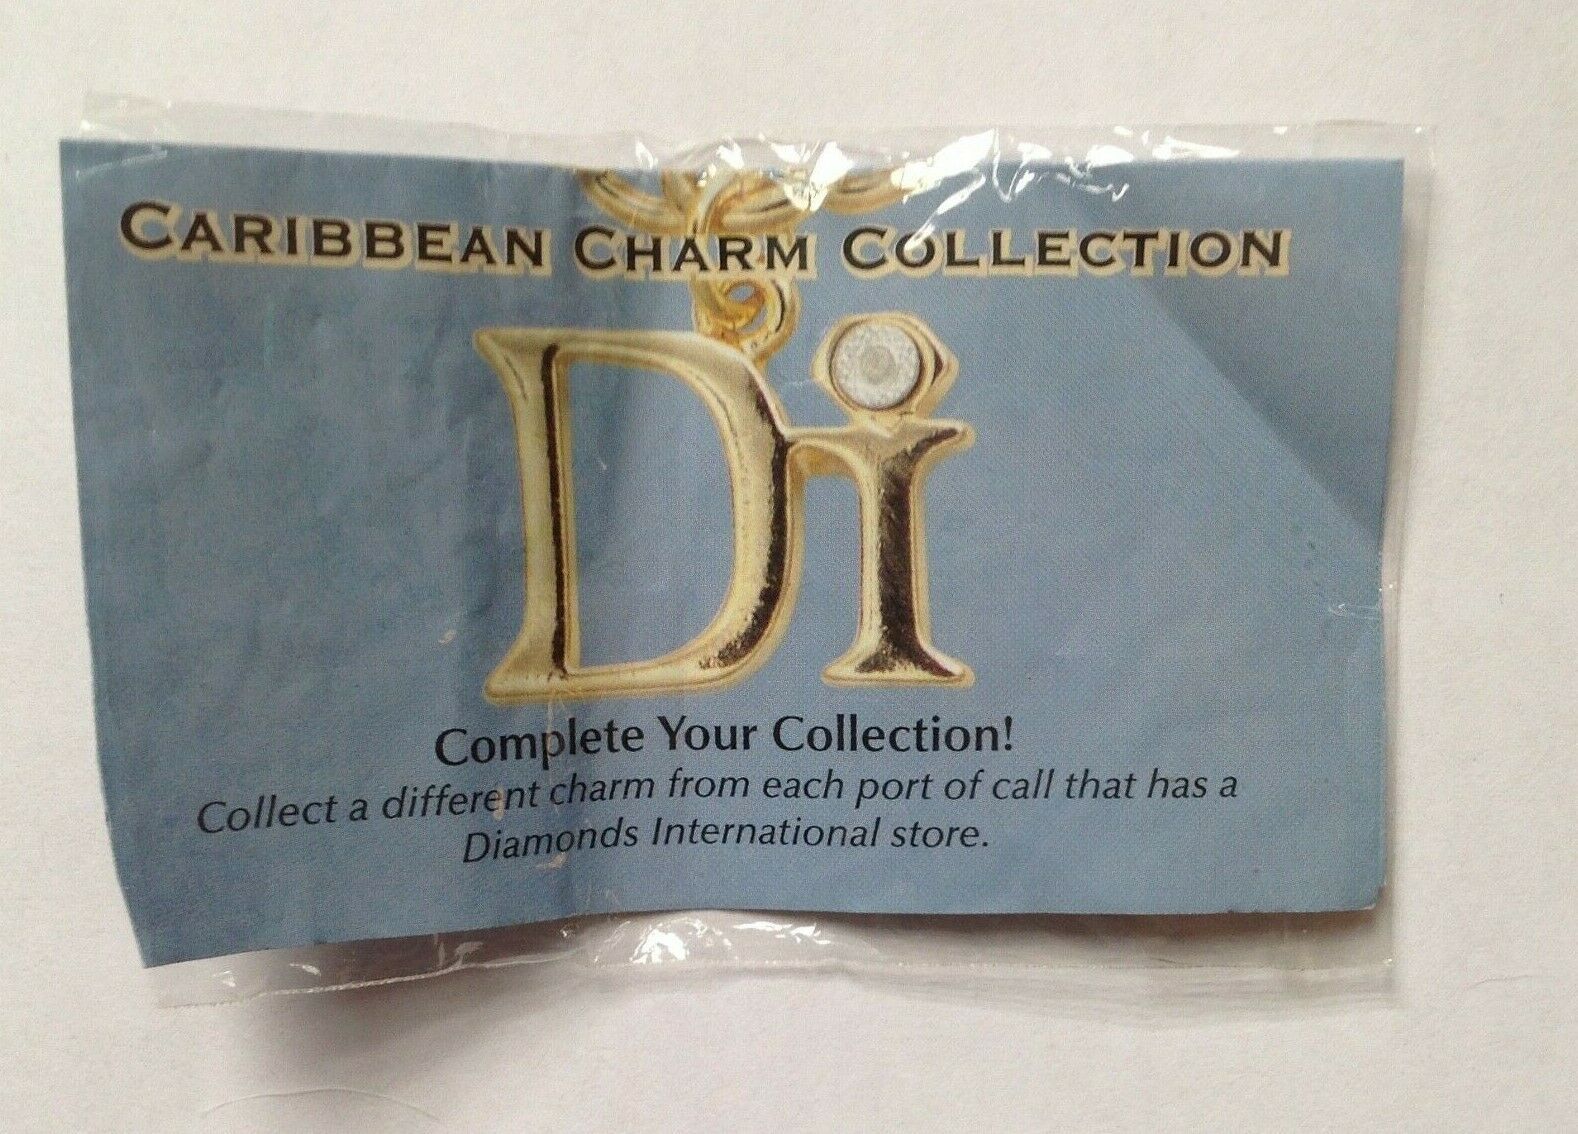 CARIBBEAN CHARM COLLECTION
Di
Complete Your Collection!
Collect a different charm from each port of call that has a
Diamonds International store.